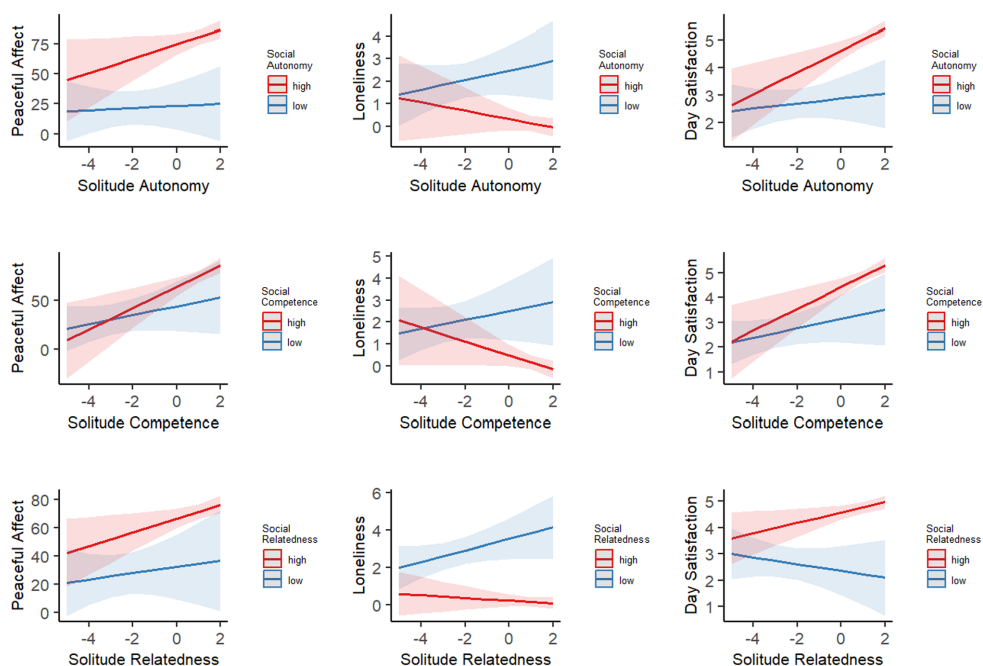 Peaceful Affect
75
50
25
0
-4 -2 0 2
Solitude Autonomy
Social
Autonomy
high
low
Loneliness
4
3
2
1
0
-4 -2 0 2
Solitude Autonomy
Social
Autonomy
high
low
Day Satisfaction
5
4
3
2
-4 -2 0 2
Solitude Autonomy
Social
Autonomy
high
low
Peaceful Affect
50
0
-4 -2 0 2
Solitude Competence
Social
Competence
high
low
Loneliness
5
4
3
2
1
0
-4 -2 0 2
Solitude Competence
Social
Competence
high
low
Day Satisfaction
5
4
3
2
1
-4 -2 0 2
Solitude Competence
Social
Competence
high
low
Peaceful Affect
80
60
40
20
0
-4 -2 0 2
Solitude Relatedness
Social
Relatedness
high
low
Loneliness
6
4
2
0
-4 -2 0 2
Solitude Relatedness
Social
Relatedness
high
low
Day Satisfaction
5
4
3
2
1
-4 -2 0 2
Solitude Relatedness
Social
Relatedness
high
low